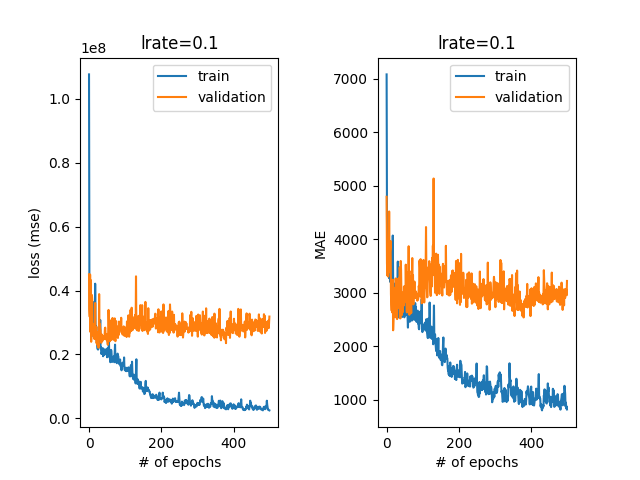 lrate=0.1
1e8
train
validation
1.0
0.8
0.6
0.4
0.2
0.0
loss (mse)
0
200
400
# of epochs
lrate=0.1
train
validation
7000
6000
5000
4000
3000
2000
1000
MAE
0
200
400
# of epochs